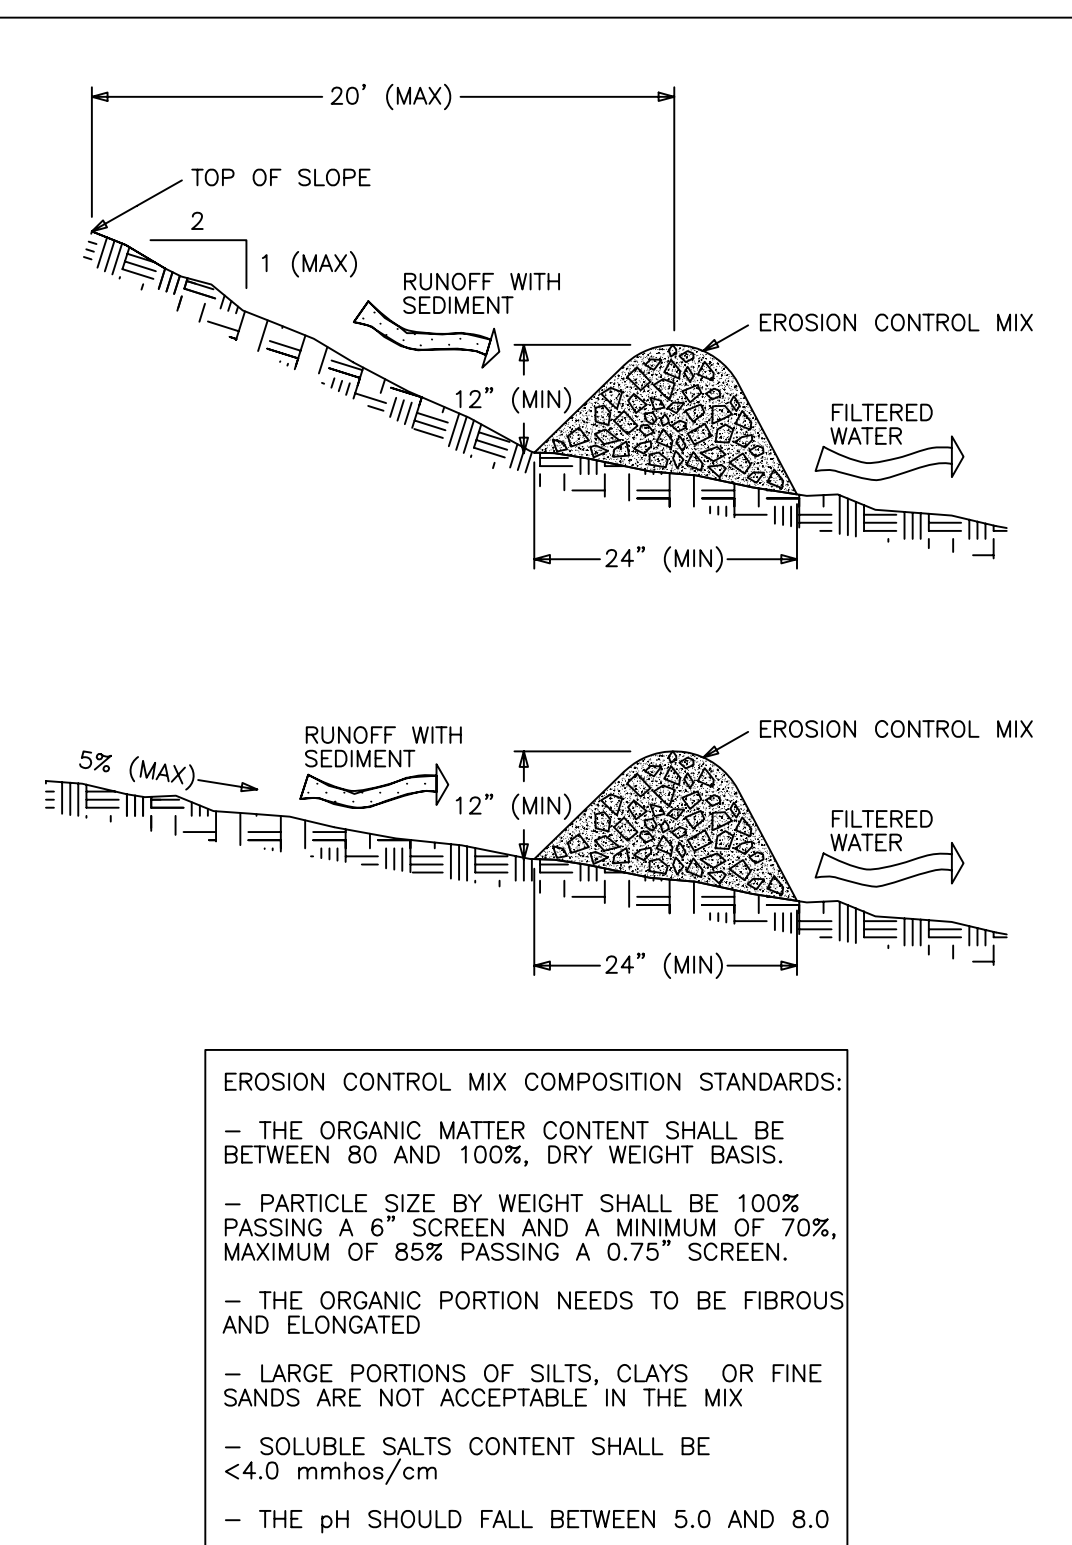 20' (MAX)
TOP OF SLOPE
2
1 (MAX)
RUNOFF WITH
SEDIMENT
EROSION CONTROL MIX
12” (MIN)
FILTERED
WATER
24” (MIN)
RUNOFF WITH
SEDIMENT
EROSION CONTROL MIX
5% (MAX)
12” (MIN)
FILTERED
WATER
24” (MIN)
EROSION CONTROL MIX COMPOSITION STANDARDS:
– THE ORGANIC MATTER CONTENT SHALL BE
BETWEEN 80 AND 100%, DRY WEIGHT BASIS.
– PARTICLE SIZE BY WEIGHT SHALL BE 100%
PASSING A 6” SCREEN AND A MINIMUM OF 70%,
MAXIMUM OF 85% PASSING A 0.75” SCREEN.
– THE ORGANIC PORTION NEEDS TO BE FIBROUS
AND ELONGATED
– LARGE PORTIONS OF SILTS, CLAYS  OR FINE
SANDS ARE NOT ACCEPTABLE IN THE MIX
– SOLUBLE SALTS CONTENT SHALL BE
<4.0 mmhos/cm
– THE pH SHOULD FALL BETWEEN 5.0 AND 8.0